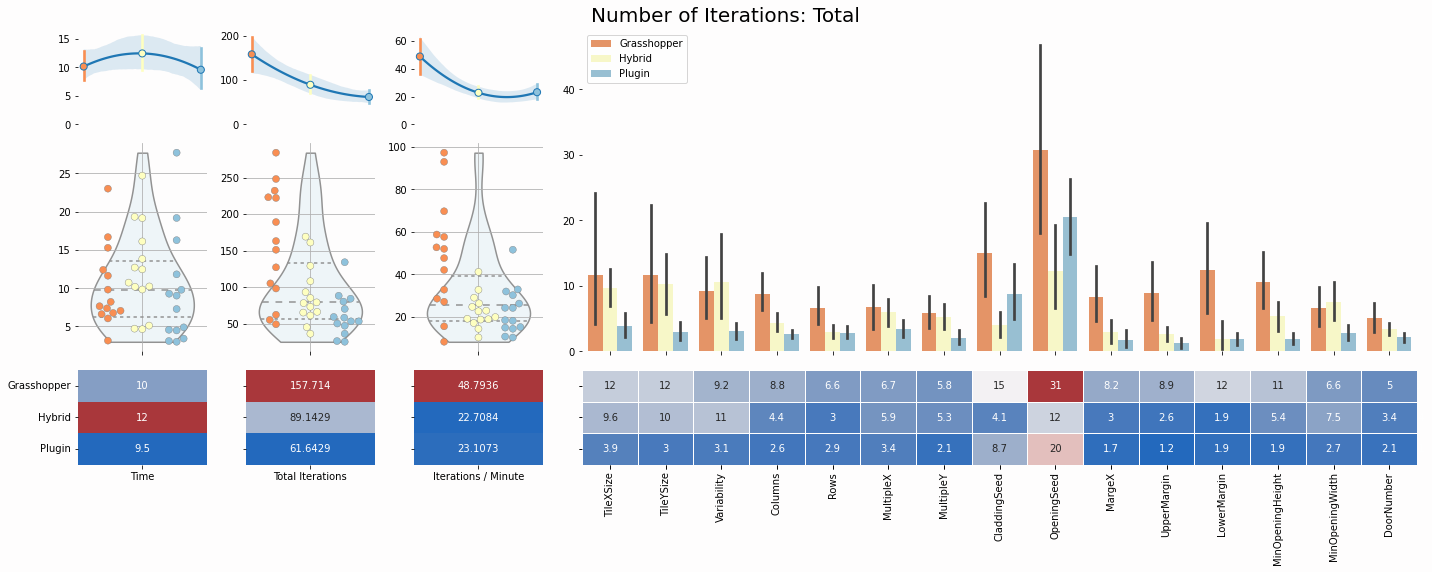 Number of Iterations: Total
15
10
5
0
200
100
0
60
40
20
0
Grasshopper
Hybrid
Plugin
40
30
20
10
0
25
20
15
10
5
250
200
150
100
50
100
80
60
40
20
Grasshopper 10 157.714 48.7936 12 12 9.2 8.8 6.6 6.7 5.8 15 31 8.2 8.9 12 11 6.6 5
Hybrid 12 89.1429 22.7084 9.6 10 11 4.4 3 5.9 5.3 4.1 12 3 2.6 1.9 5.4 7.5 3.4
Plugin 9.5 61.6429 23.1073 3.9 3 3.1 2.6 2.9 3.4 2.1 8.7 20 1.7 1.2 1.9 1.9 2.7 2.1
Time Total Iterations Iterations / Minute
TileXSize
TileYSize
Variability
Columns
Rows
MultipleX
MultipleY
CladdingSeed
OpeningSeed
MargeX
UpperMargin
LowerMargin
MinOpeningHeight
MinOpeningWidth
DoorNumber